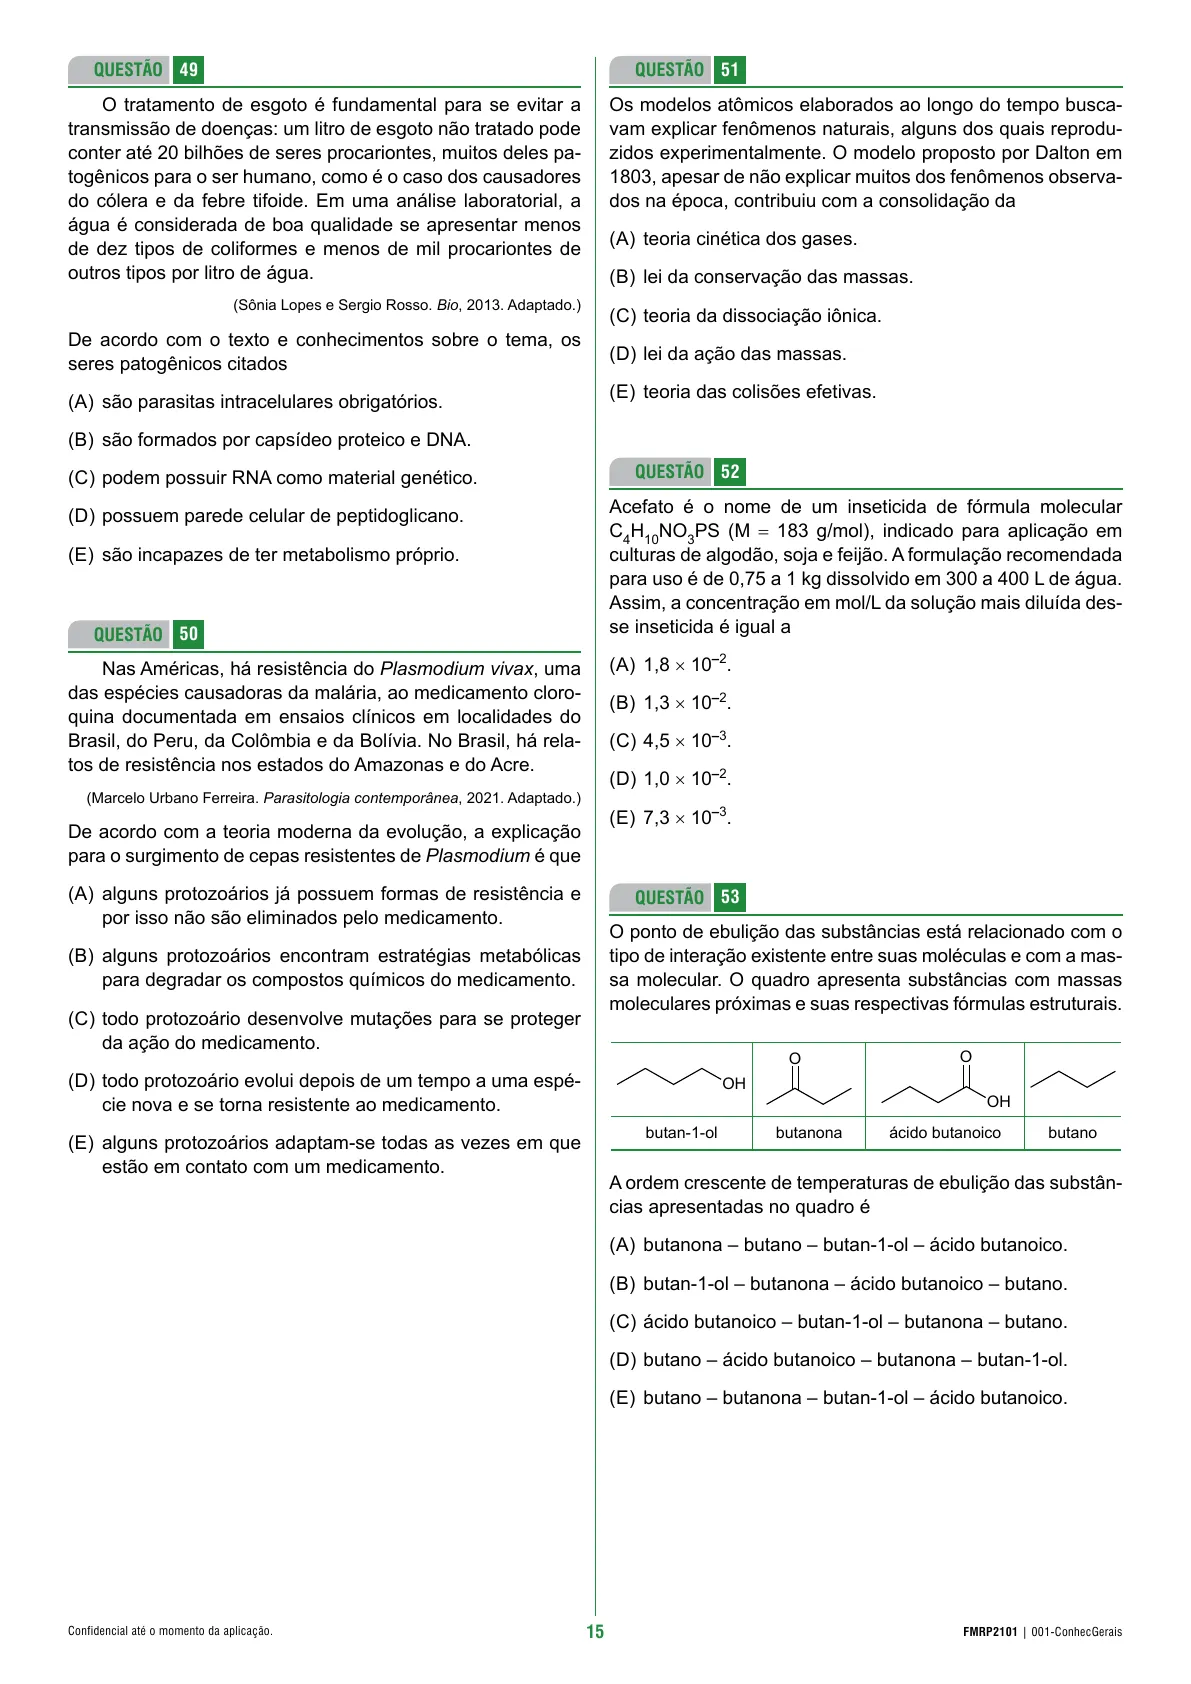 QUESTÃO 49
O tratamento de esgoto é fundamental para se evitar a
transmissão de doenças: um litro de esgoto não tratado pode
conter até 20 bilhões de seres procariontes, muitos deles pa-
togênicos para o ser humano, como é o caso dos causadores
do cólera e da febre tifoide. Em uma análise laboratorial, a
água é considerada de boa qualidade se apresentar menos
de dez tipos de coliformes e menos de mil procariontes de
outros tipos por litro de água.
(Sônia Lopes e Sergio Rosso. Bio, 2013. Adaptado.)
De acordo com o texto e conhecimentos sobre o tema, os
seres patogênicos citados
(A) são parasitas intracelulares obrigatórios.
(B) são formados por capsídeo proteico e DNA.
(C) podem possuir RNA como material genético.
(D) possuem parede celular de peptidoglicano.
(E) são incapazes de ter metabolismo próprio.
QUESTÃO 50
Nas Américas, há resistência do Plasmodium vivax, uma
das espécies causadoras da malária, ao medicamento cloro-
quina documentada em ensaios clínicos em localidades do
Brasil, do Peru, da Colômbia e da Bolívia. No Brasil, há rela-
tos de resistência nos estados do Amazonas e do Acre.
(Marcelo Urbano Ferreira. Parasitologia contemporânea, 2021. Adaptado.)
De acordo com a teoria moderna da evolução, a explicação
para o surgimento de cepas resistentes de Plasmodium é que
(A) alguns protozoários já possuem formas de resistência e
por isso não são eliminados pelo medicamento.
(B) alguns protozoários encontram estratégias metabólicas
para degradar os compostos químicos do medicamento.
(C) todo protozoário desenvolve mutações para se proteger
da ação do medicamento.
(D) todo protozoário evolui depois de um tempo a uma espé-
cie nova e se torna resistente ao medicamento.
(E) alguns protozoários adaptam-se todas as vezes em que
estão em contato com um medicamento.
QUESTÃO 51
Os modelos atômicos elaborados ao longo do tempo busca-
vam explicar fenômenos naturais, alguns dos quais reprodu-
zidos experimentalmente. O modelo proposto por Dalton em
1803, apesar de não explicar muitos dos fenômenos observa-
dos na época, contribuiu com a consolidação da
(A) teoria cinética dos gases.
(B) lei da conservação das massas.
(C) teoria da dissociação iônica.
(D) lei da ação das massas.
(E) teoria das colisões efetivas.
QUESTÃO 52
Acefato é o nome de um inseticida de fórmula molecular
C4H10NO3PS (M = 183 g/mol), indicado para aplicação em
culturas de algodão, soja e feijão. A formulação recomendada
para uso é de 0,75 a 1 kg dissolvido em 300 a 400 L de água.
Assim, a concentração em mol/L da solução mais diluída des-
se inseticida é igual a
(A) 1,8 × 10⁻².
(B) 1,3 × 10⁻².
(C) 4,5 × 10⁻³.
(D) 1,0 × 10⁻².
(E) 7,3 × 10⁻³.
QUESTÃO 53
O ponto de ebulição das substâncias está relacionado com o
tipo de interação existente entre suas moléculas e com a mas-
sa molecular. O quadro apresenta substâncias com massas
moleculares próximas e suas respectivas fórmulas estruturais.
OH O O OH
butan-1-ol butanona ácido butanoico butano
A ordem crescente de temperaturas de ebulição das substân-
cias apresentadas no quadro é
(A) butanona – butano – butan-1-ol – ácido butanoico.
(B) butan-1-ol – butanona – ácido butanoico – butano.
(C) ácido butanoico – butan-1-ol – butanona – butano.
(D) butano – ácido butanoico – butanona – butan-1-ol.
(E) butano – butanona – butan-1-ol – ácido butanoico.
Confidencial até o momento da aplicação.
15
FMRP2101 | 001-ConhecGerais